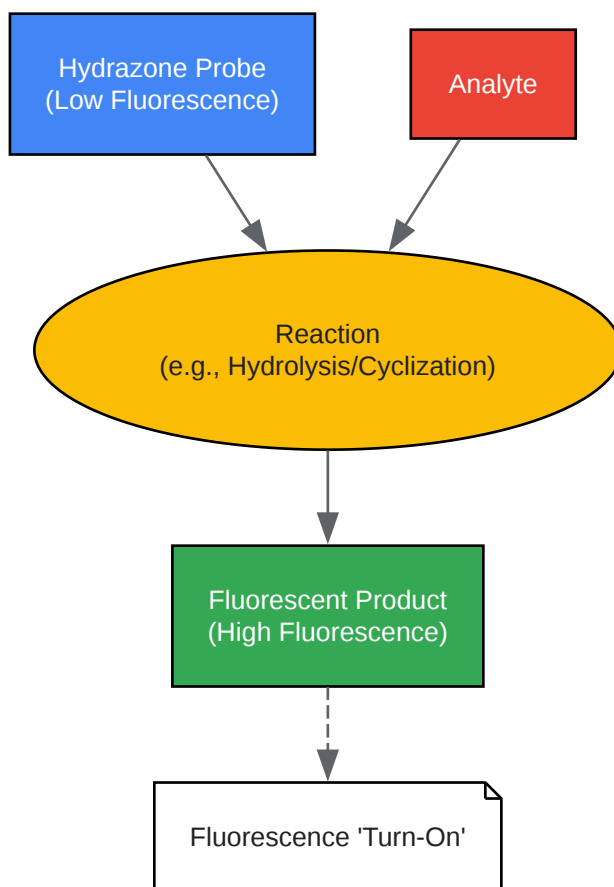 Hydrazone Probe
(Low Fluorescence)
Analyte
Reaction
(e.g., Hydrolysis/Cyclization)
Fluorescent Product
(High Fluorescence)
Fluorescence 'Turn-On'